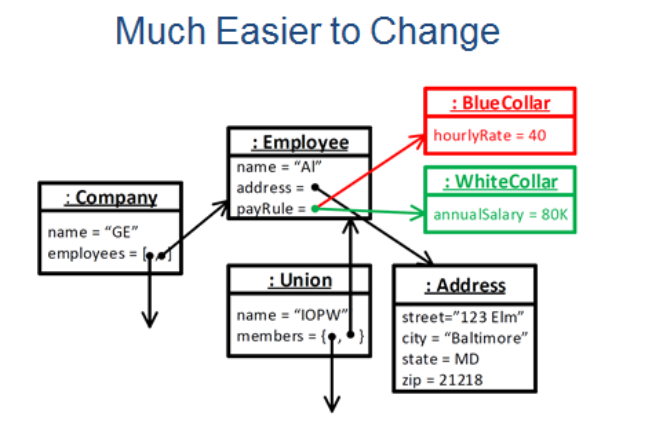 Much Easier to Change
: BlueCollar
hourlyRate = 40
: Employee
name = “Al”
address =
payRule =
: WhiteCollar
annualSalary = 80K
: Company
name = “GE”
employees = [ , ]
: Union
name = “IOPW”
members = { , }
: Address
street=”123 Elm”
city = “Baltimore”
state = MD
zip = 21218